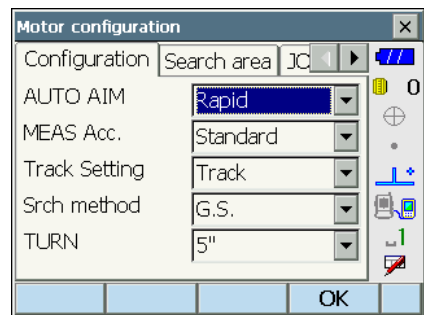 Motor configuration
Configuration Search area JC
AUTO AIM Rapid
0
MEAS Acc. Standard
Track Setting Track
Srch method G.S.
TURN 5"
1
OK